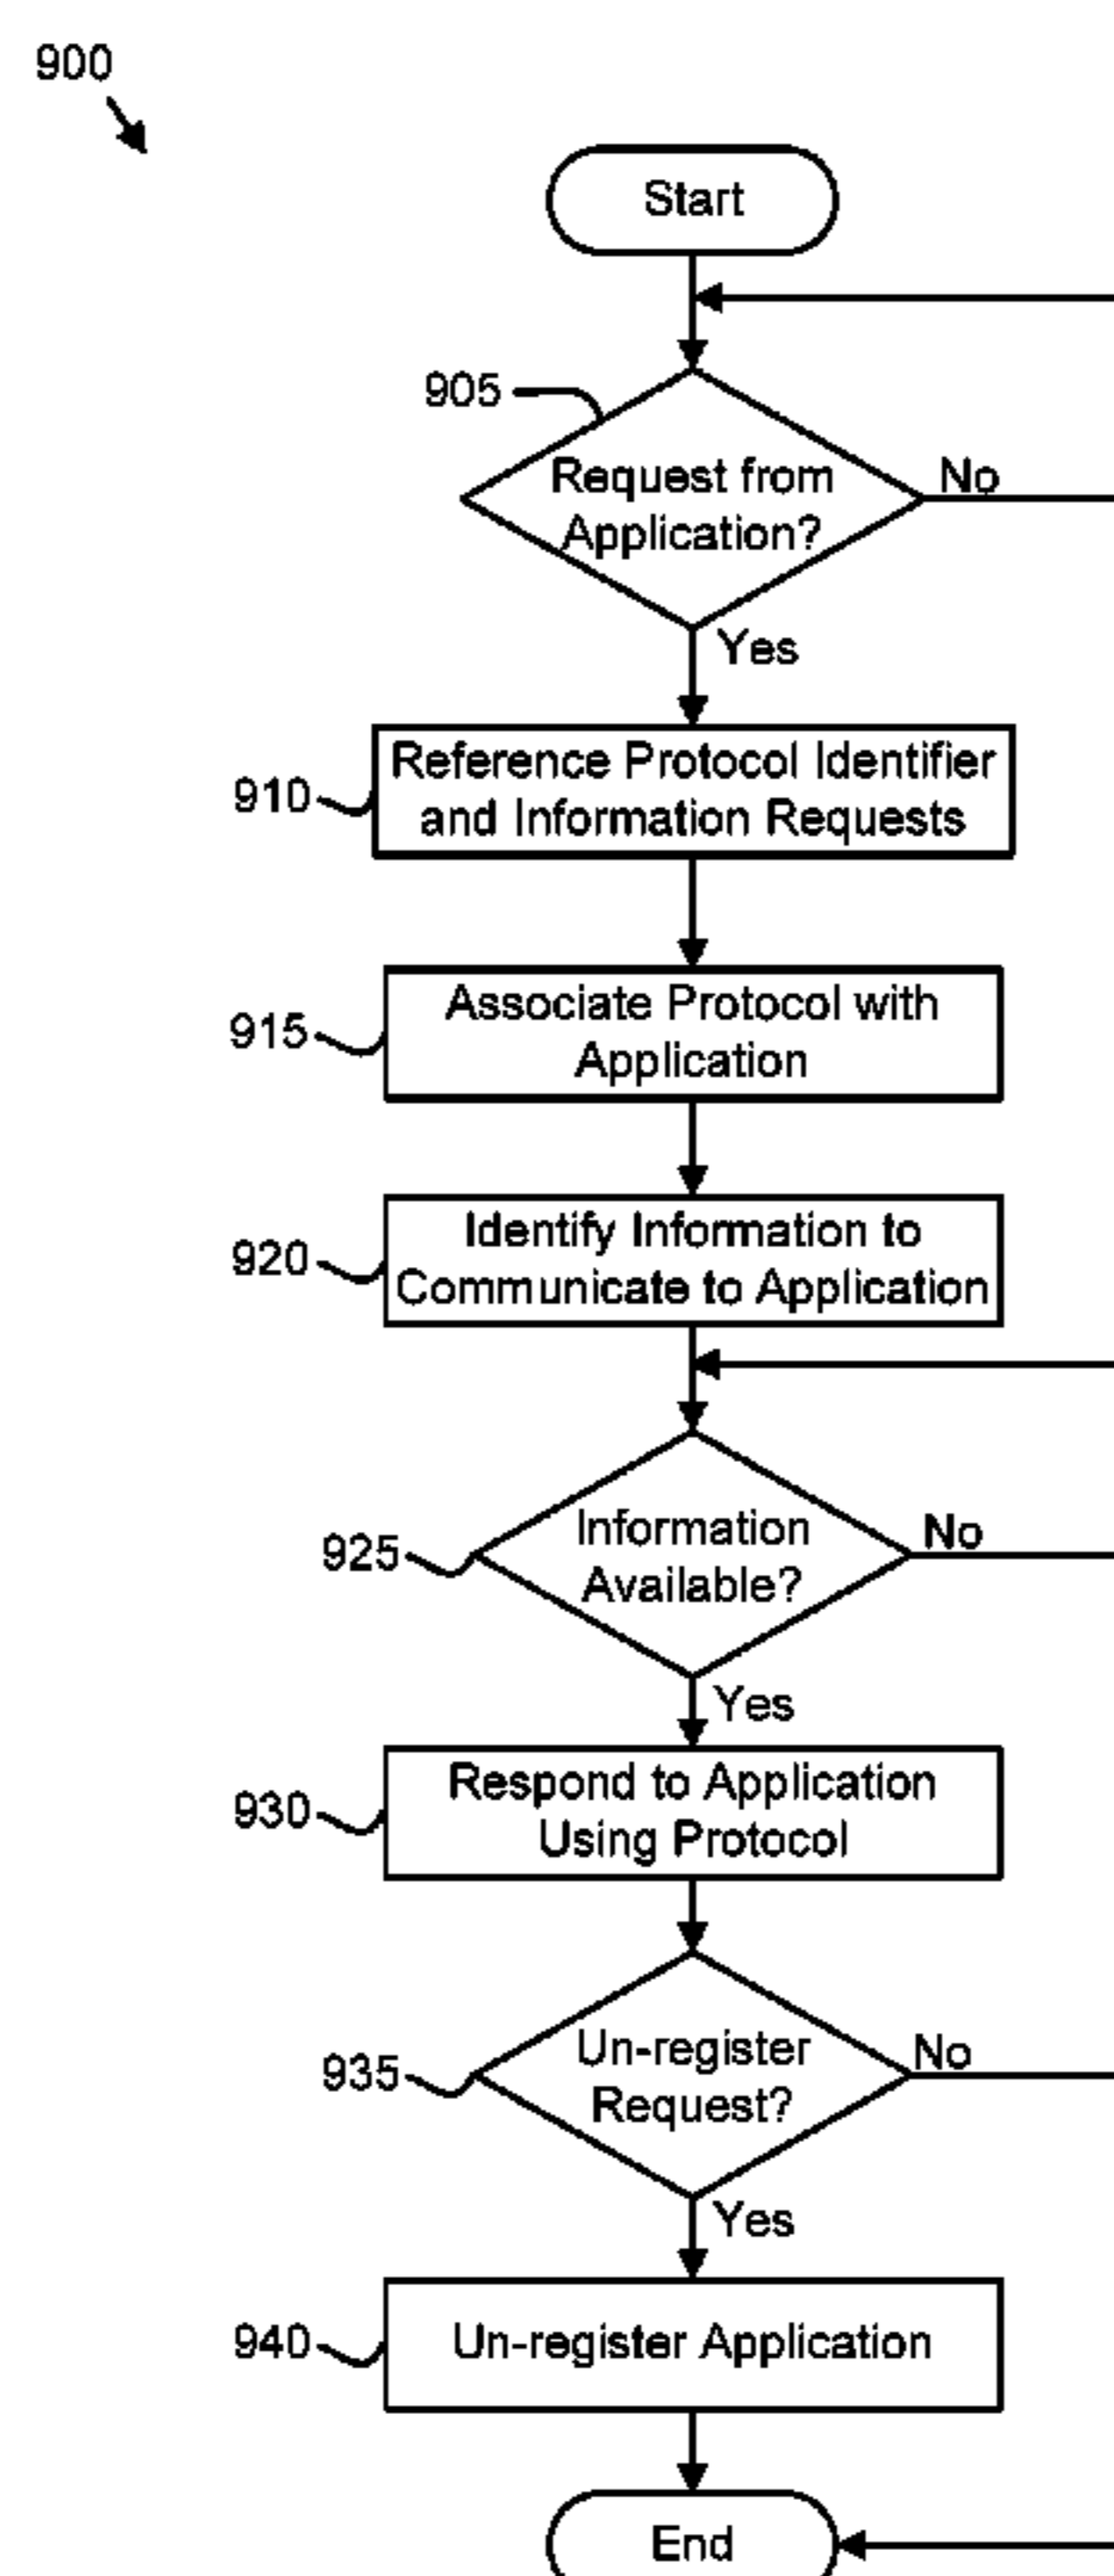 900
Start
905
Request from
Application?
No
Yes
910
Reference Protocol Identifier
and Information Requests
915
Associate Protocol with
Application
920
Identify Information to
Communicate to Application
925
Information
Available?
No
Yes
930
Respond to Application
Using Protocol
935
Un-register
Request?
No
Yes
940
Un-register Application
End